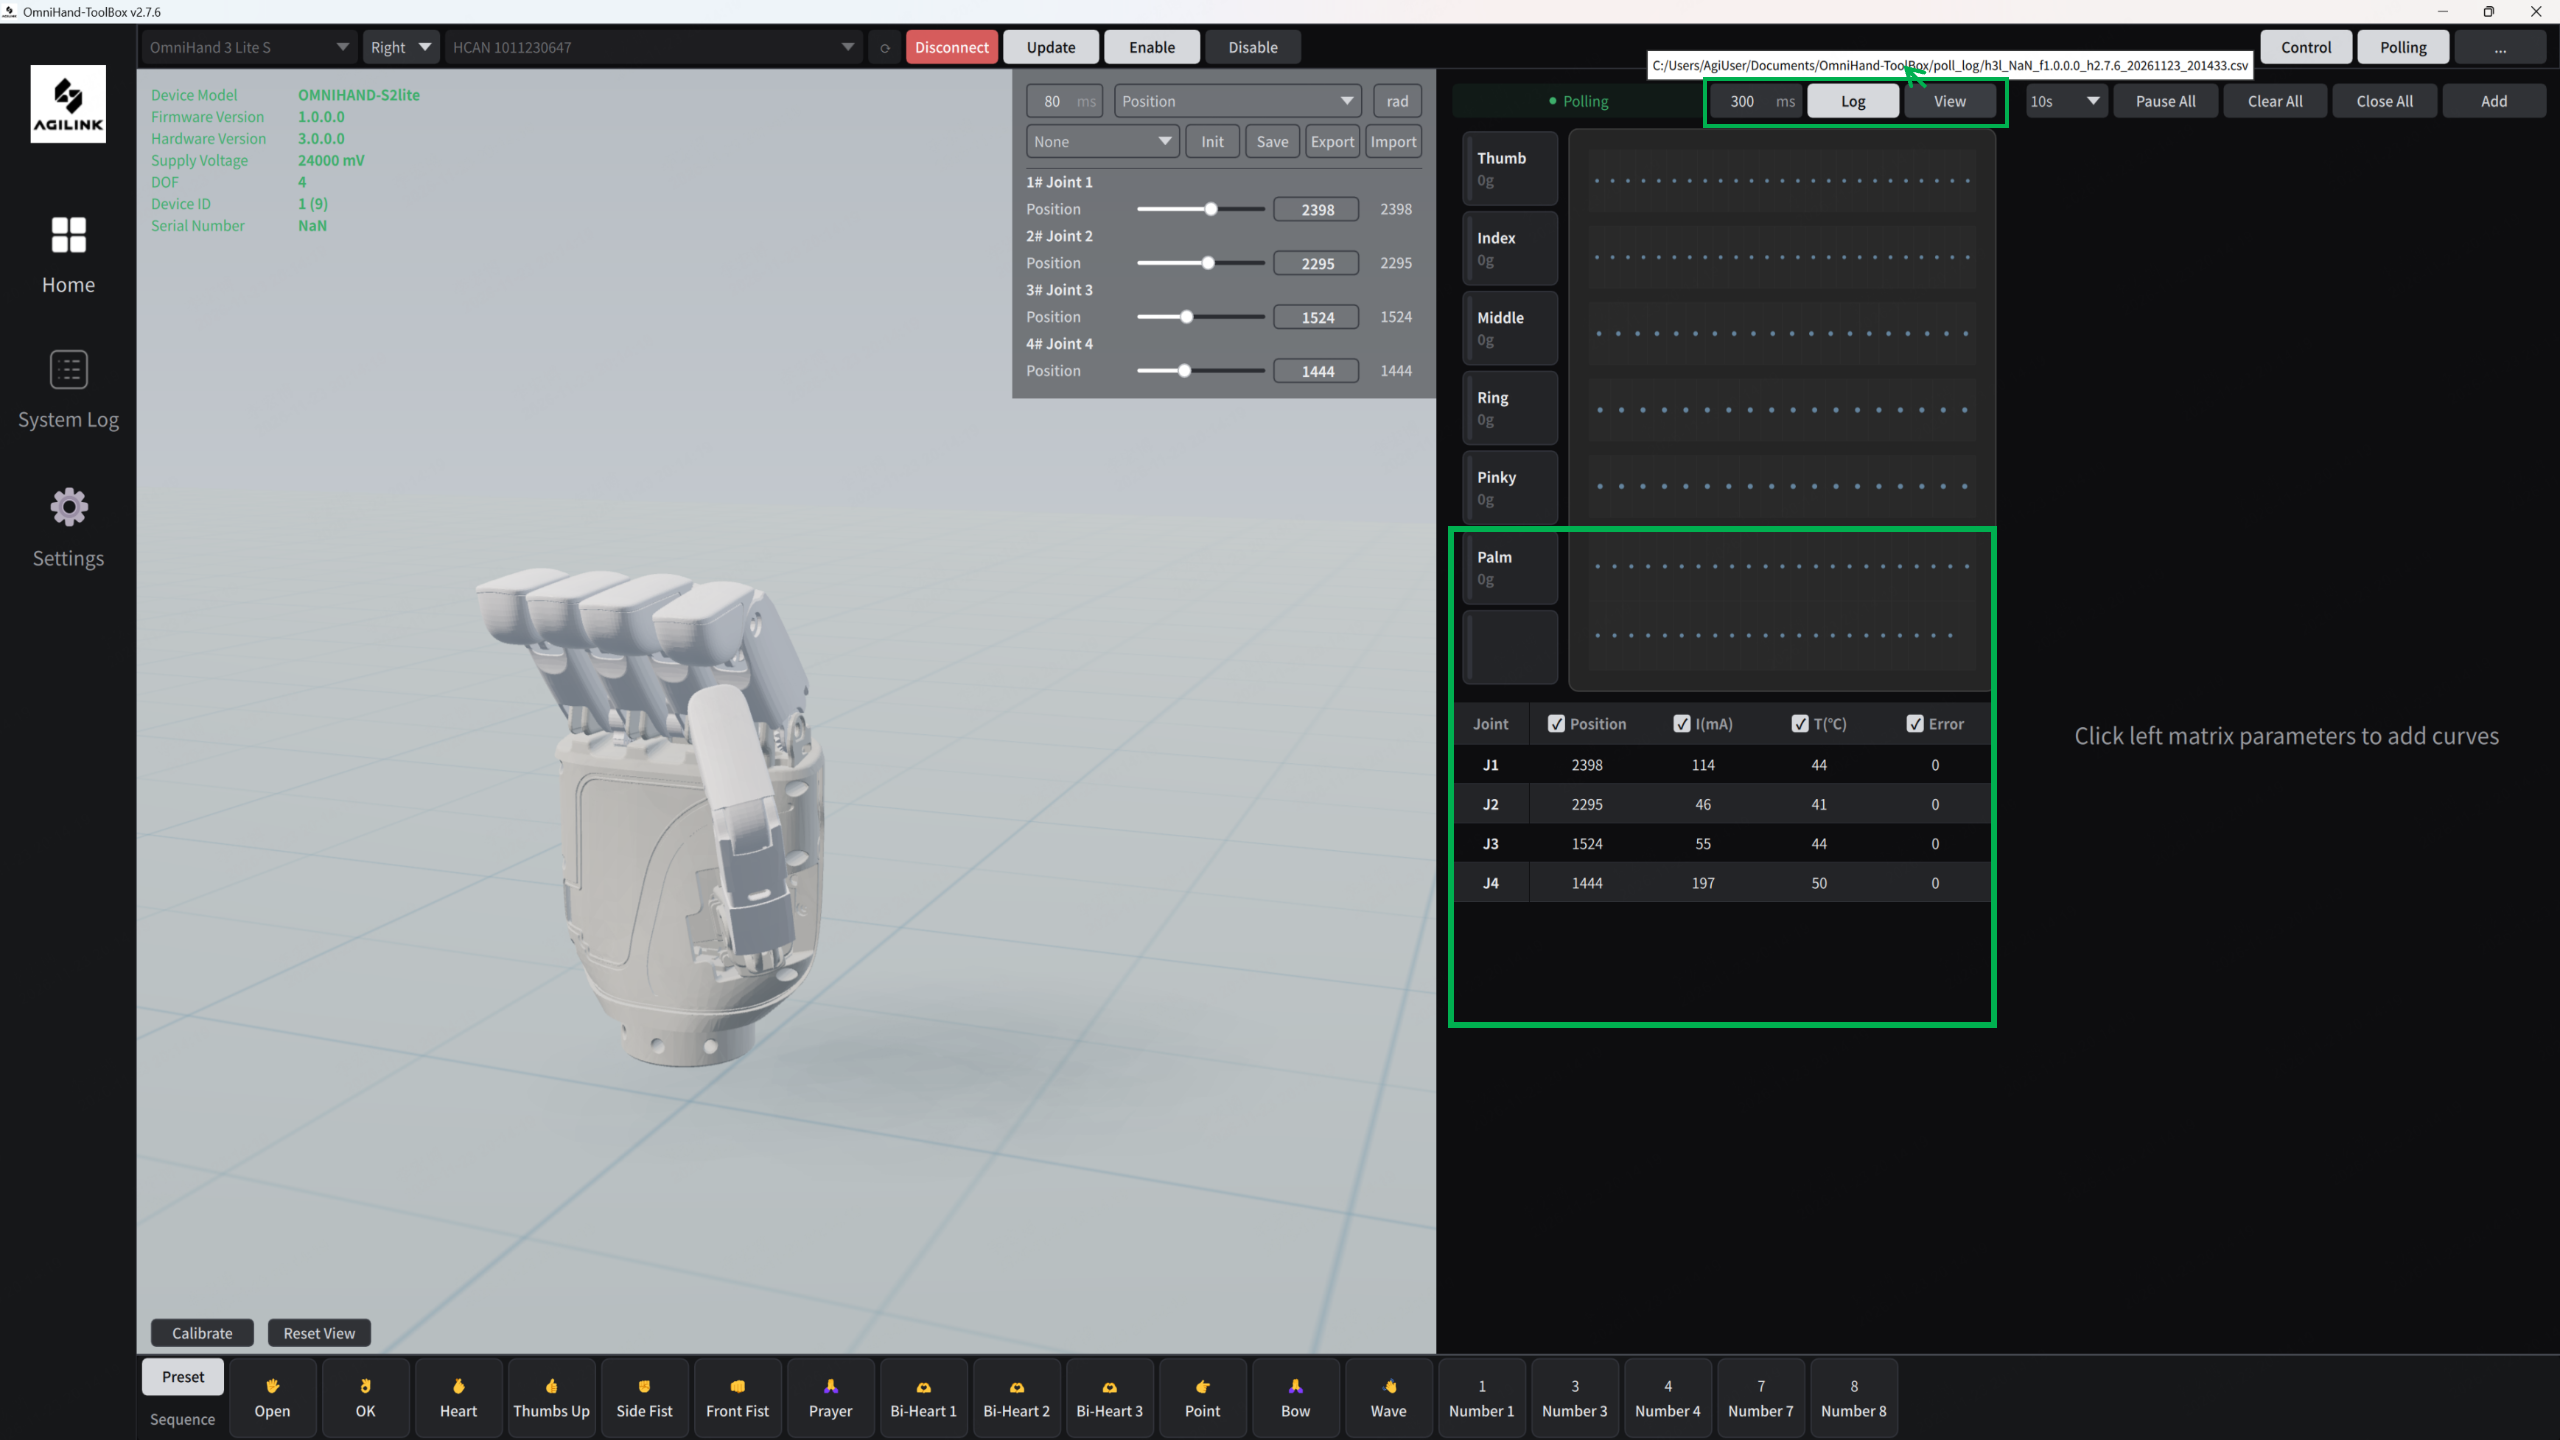 OmniHand-ToolBox v2.7.6
OmniHand 3 Lite S
Right
HCAN 1011230647
Disconnect
Update
Enable
Disable
Control
Polling
...
C:/Users/AgiUser/Documents/OmniHand-ToolBox/poll_log/h3l_NaN_f1.0.0.0_h2.7.6_20261123_201433.csv
AGILINK
Home
System Log
Settings
Device Model OMNIHAND-S2lite
Firmware Version 1.0.0.0
Hardware Version 3.0.0.0
Supply Voltage 24000 mV
DOF 4
Device ID 1 (9)
Serial Number NaN
80 ms
Position
rad
None
Init
Save
Export
Import
1# Joint 1
Position 2398 2398
2# Joint 2
Position 2295 2295
3# Joint 3
Position 1524 1524
4# Joint 4
Position 1444 1444
Polling
300 ms
Log
View
10s
Pause All
Clear All
Close All
Add
Thumb
0g
Index
0g
Middle
0g
Ring
0g
Pinky
0g
Palm
0g
Joint Position I(mA) T(°C) Error
J1 2398 114 44 0
J2 2295 46 41 0
J3 1524 55 44 0
J4 1444 197 50 0
Click left matrix parameters to add curves
Calibrate
Reset View
Preset
Sequence
Open
OK
Heart
Thumbs Up
Side Fist
Front Fist
Prayer
Bi-Heart 1
Bi-Heart 2
Bi-Heart 3
Point
Bow
Wave
1
Number 1
3
Number 3
4
Number 4
7
Number 7
8
Number 8